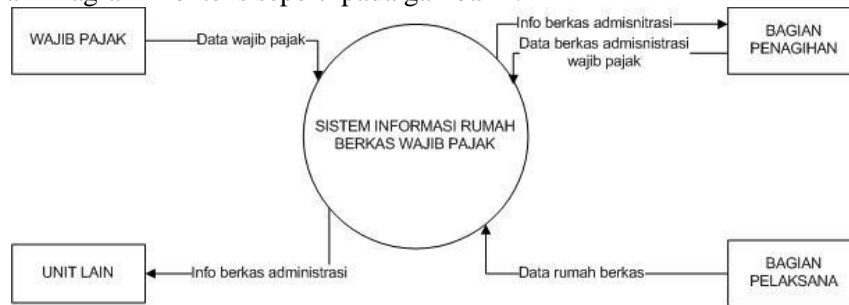 WAJIB PAJAK
Data wajib pajak
Info berkas admisnitrasi
Data berkas admisnistrasi
wajib pajak
BAGIAN
PENAGIHAN
SISTEM INFORMASI RUMAH
BERKAS WAJIB PAJAK
UNIT LAIN
Info berkas administrasi
Data rumah berkas
BAGIAN
PELAKSANA